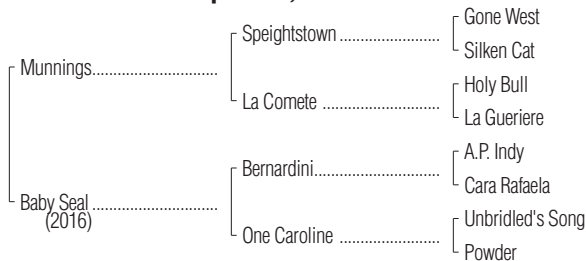 Gone West
Speightstown
Silken Cat
Munnings
Holy Bull
La Comete
La Gueriere
A.P. Indy
Bernardini
Cara Rafaela
Baby Seal
(2016)
Unbridled's Song
One Caroline
Powder